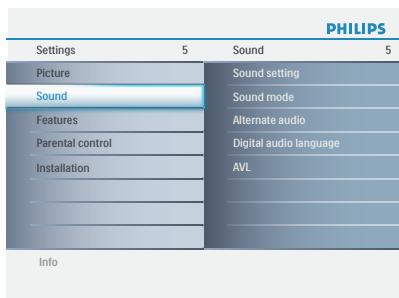 PHILIPS
Settings 5 Sound 5
Picture Sound setting
Sound Sound mode
Features Alternate audio
Parental control Digital audio language
Installation AVL
Info